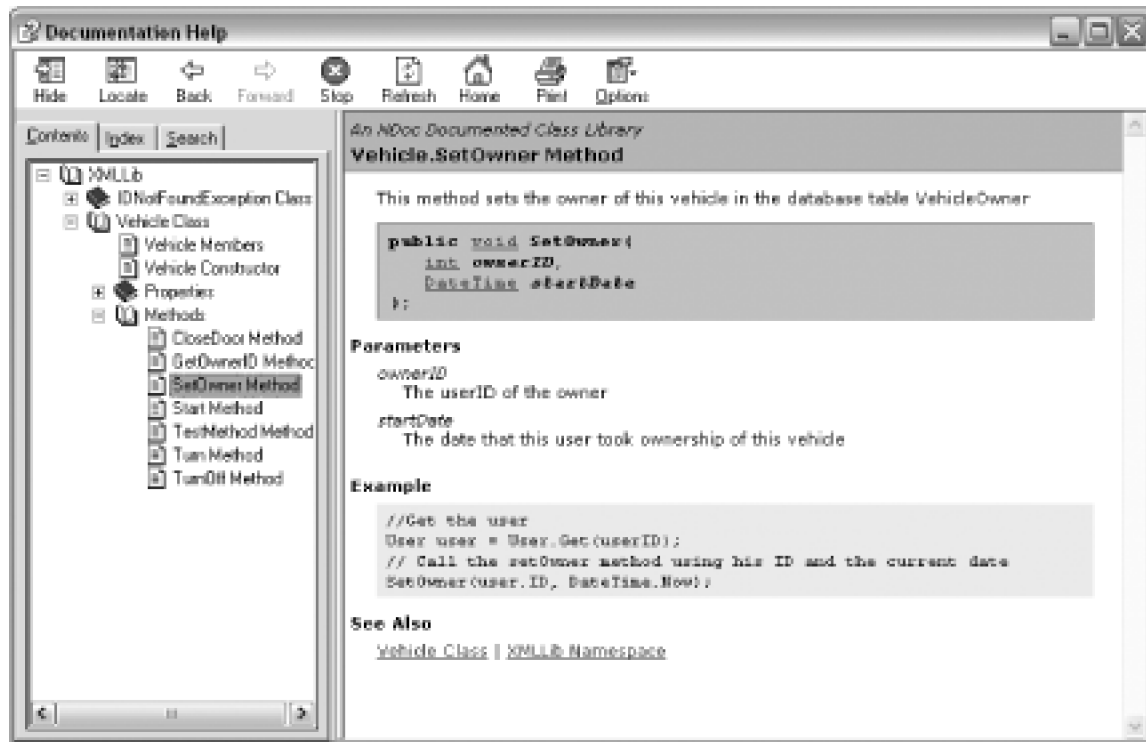 Documentation Help
Hide Locate Back Forward Stop Refresh Home Print Options
Contents Index Search
XMLLib
IDNotFoundException Class
Vehicle Class
Vehicle Members
Vehicle Constructor
Properties
Methods
CloseDoor Method
GetOwnerID Method
SetOwner Method
Start Method
TestMethod Method
Turn Method
TurnOff Method
An NDoc Documented Class Library
Vehicle.SetOwner Method
This method sets the owner of this vehicle in the database table VehicleOwner
public void SetOwner(
int ownerID,
DateTime startDate
);
Parameters
ownerID
The userID of the owner
startDate
The date that this user took ownership of this vehicle
Example
//Get the user
User user = User.Get(userID);
// Call the setOwner method using his ID and the current date
SetOwner(user.ID, DateTime.Now);
See Also
Vehicle Class | XMLLib Namespace